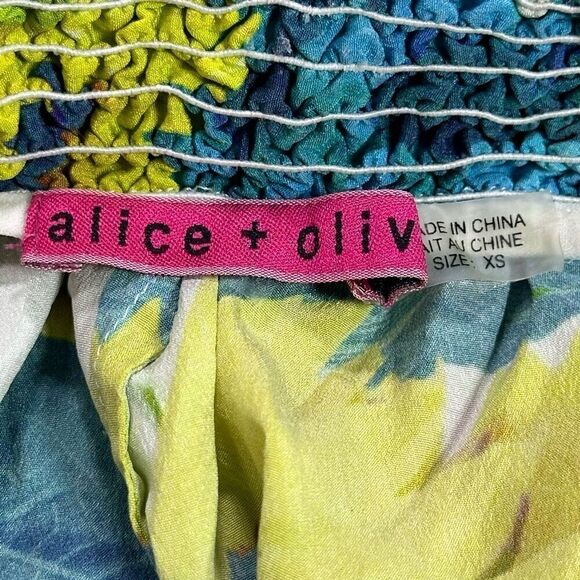 alice + oliv
ADE IN CHINA
AIT AU CHINE
SIZE: XS